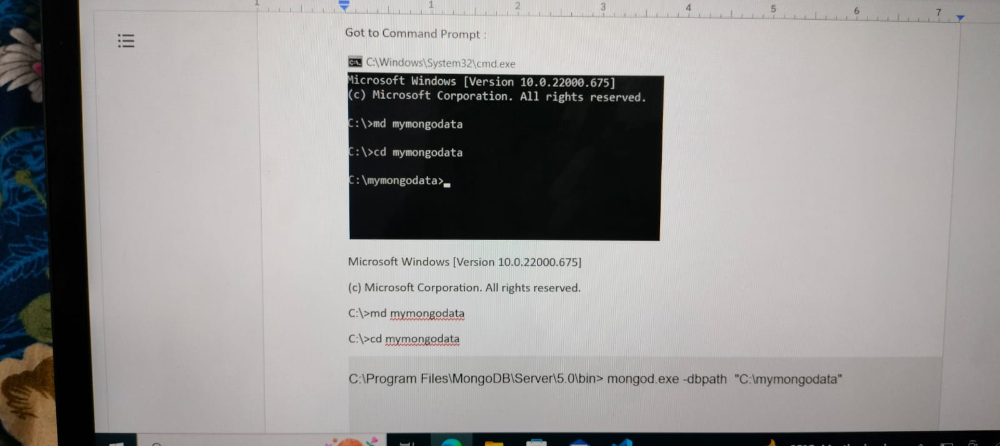 1 1 2 3 4 5 6 7
Got to Command Prompt :
C:\Windows\System32\cmd.exe
Microsoft Windows [Version 10.0.22000.675]
(c) Microsoft Corporation. All rights reserved.
C:\>md mymongodata
C:\>cd mymongodata
C:\mymongodata>
Microsoft Windows [Version 10.0.22000.675]
(c) Microsoft Corporation. All rights reserved.
C:\>md mymongodata
C:\>cd mymongodata
C:\Program Files\MongoDB\Server\5.0\bin> mongod.exe -dbpath "C:\mymongodata"